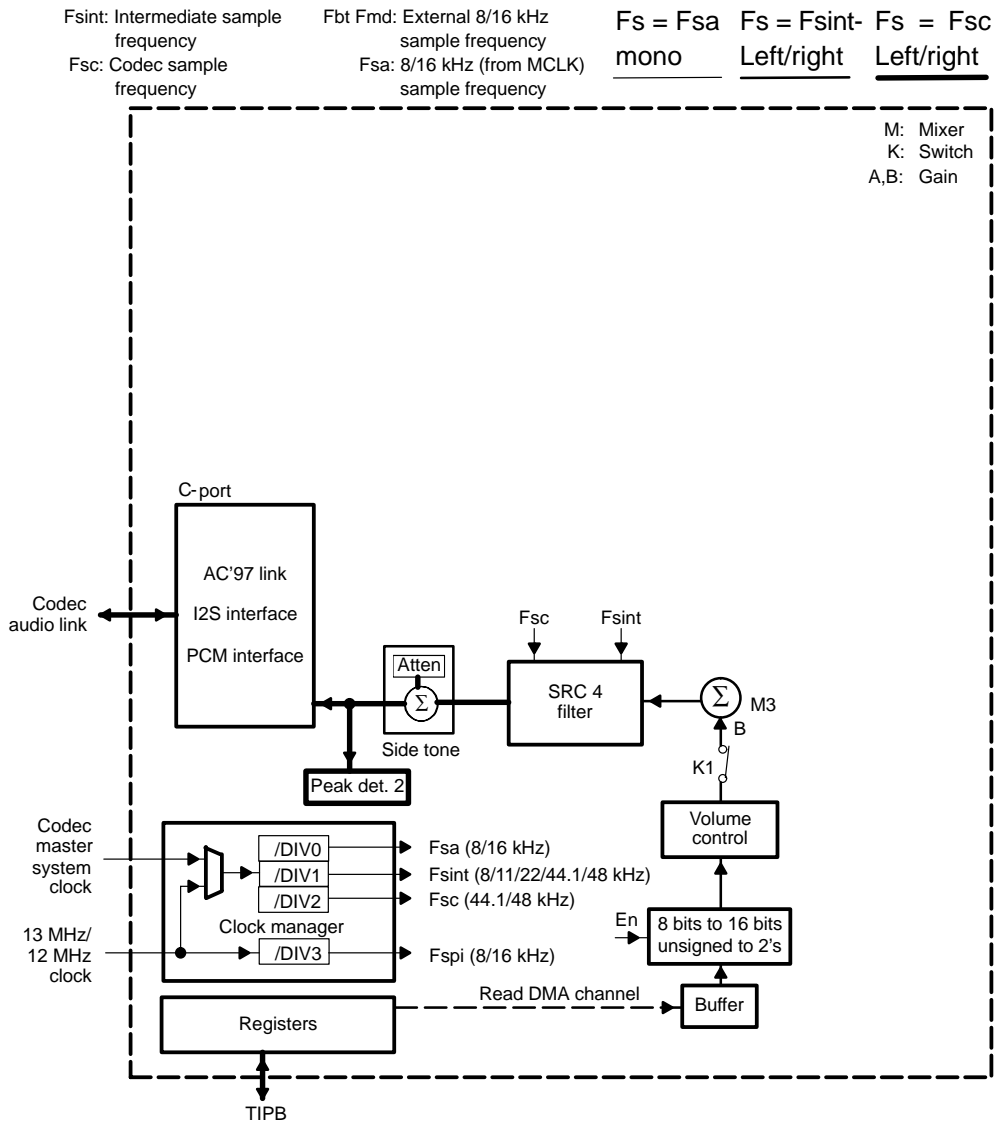 Fsint: Intermediate sample
frequency
Fsc: Codec sample
frequency
Fbt Fmd: External 8/16 kHz
sample frequency
Fsa: 8/16 kHz (from MCLK)
sample frequency
Fs = Fsa
mono
Fs = Fsint-
Left/right
Fs = Fsc
Left/right
M: Mixer
K: Switch
A,B: Gain
C-port
AC'97 link
I2S interface
PCM interface
Codec
audio link
Atten
Σ
Side tone
Peak det. 2
Fsc
Fsint
SRC 4
filter
Σ
M3
B
K1
Volume
control
En
8 bits to 16 bits
unsigned to 2's
Buffer
Read DMA channel
Codec
master
system
clock
13 MHz/
12 MHz
clock
/DIV0
/DIV1
/DIV2
Clock manager
/DIV3
Fsa (8/16 kHz)
Fsint (8/11/22/44.1/48 kHz)
Fsc (44.1/48 kHz)
Fspi (8/16 kHz)
Registers
TIPB